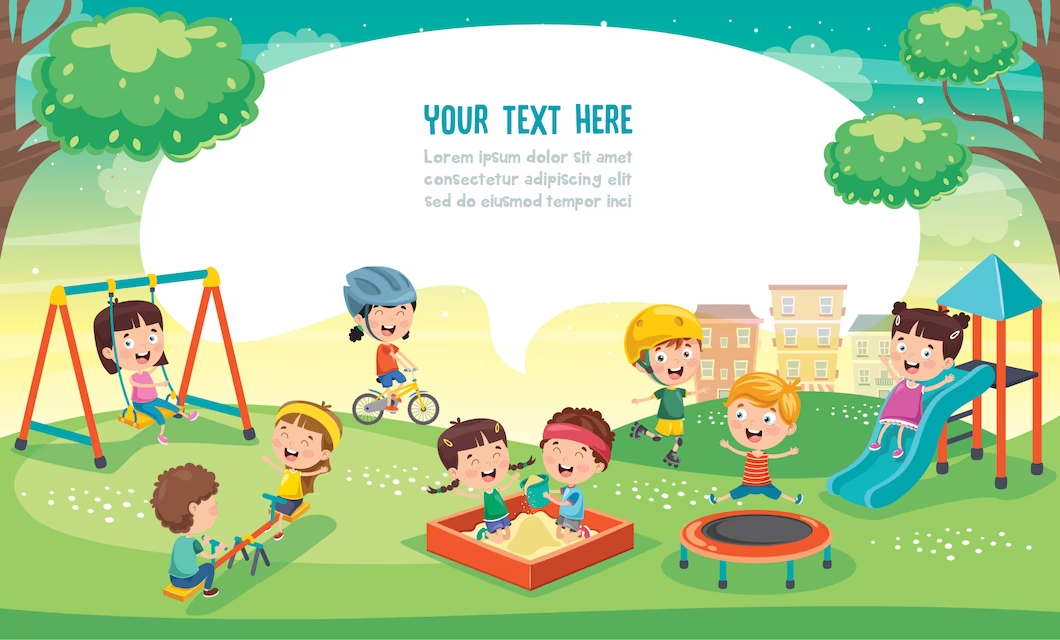 YOUR TEXT HERE
Lorem ipsum dolor sit amet
consectetur adipiscing elit
sed do eiusmod tempor inci